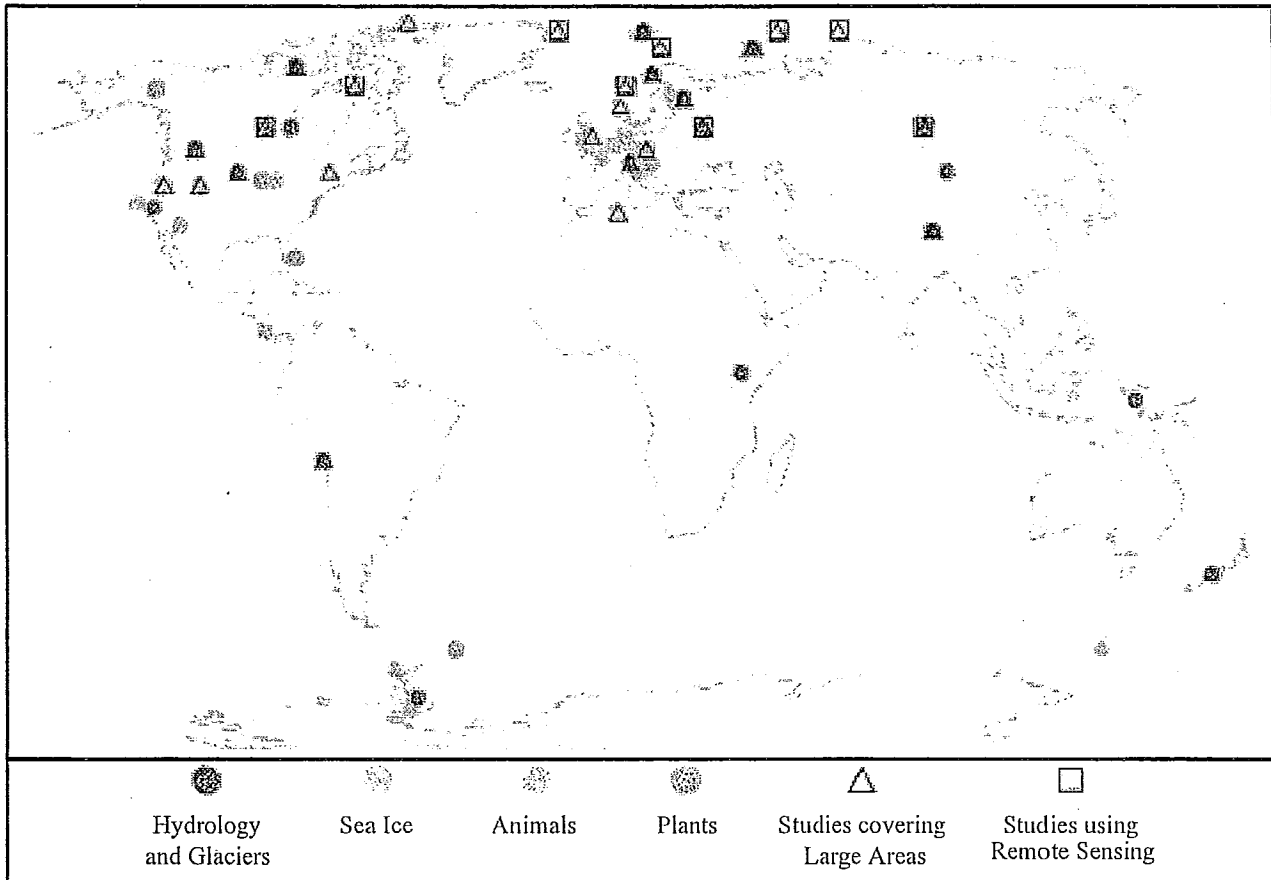 Hydrology
and Glaciers
Sea Ice
Animals
Plants
Studies covering
Large Areas
Studies using
Remote Sensing